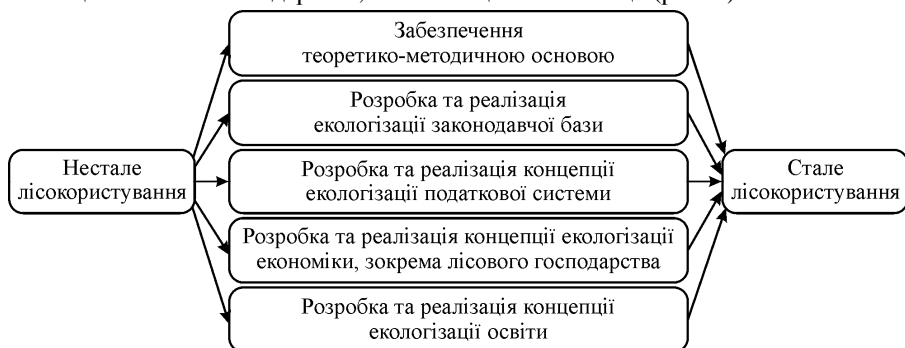 Забезпечення
теоретико-методичною основою
Розробка та реалізація
екологізації законодавчої бази
Нестале
лісокористування
Розробка та реалізація концепції
екологізації податкової системи
Стале
лісокористування
Розробка та реалізація концепції екологізації
економіки, зокрема лісового господарства
Розробка та реалізація концепції
екологізації освіти